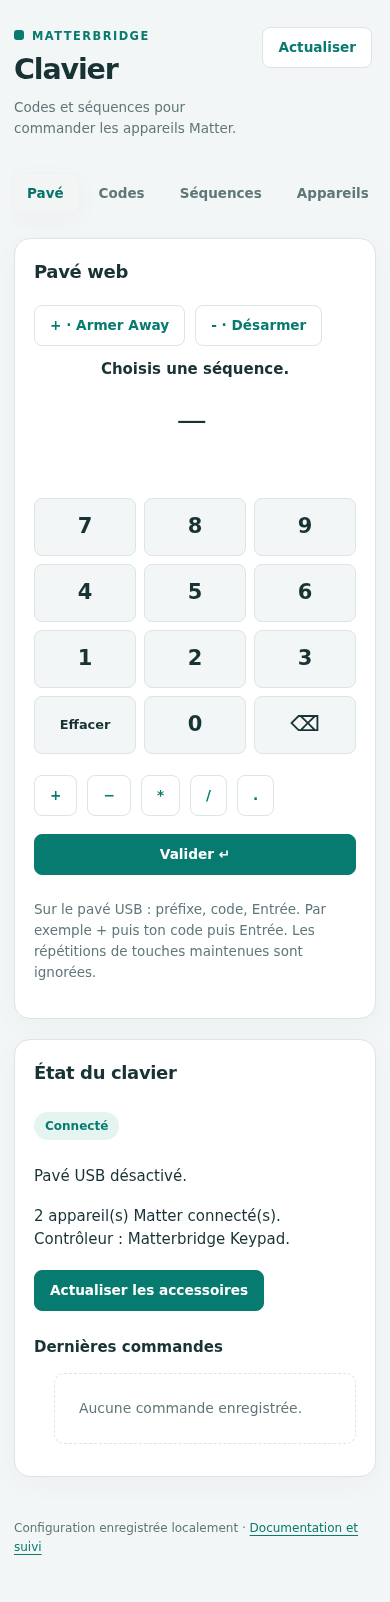 MATTERBRIDGE
Clavier
Actualiser
Codes et séquences pour
commander les appareils Matter.
Pavé Codes Séquences Appareils
Pavé web
+ · Armer Away - · Désarmer
Choisis une séquence.
—
7 8 9
4 5 6
1 2 3
Effacer 0 ⌫
+ − * / .
Valider ↵
Sur le pavé USB : préfixe, code, Entrée. Par
exemple + puis ton code puis Entrée. Les
répétitions de touches maintenues sont
ignorées.
État du clavier
Connecté
Pavé USB désactivé.
2 appareil(s) Matter connecté(s).
Contrôleur : Matterbridge Keypad.
Actualiser les accessoires
Dernières commandes
Aucune commande enregistrée.
Configuration enregistrée localement · Documentation et
suivi